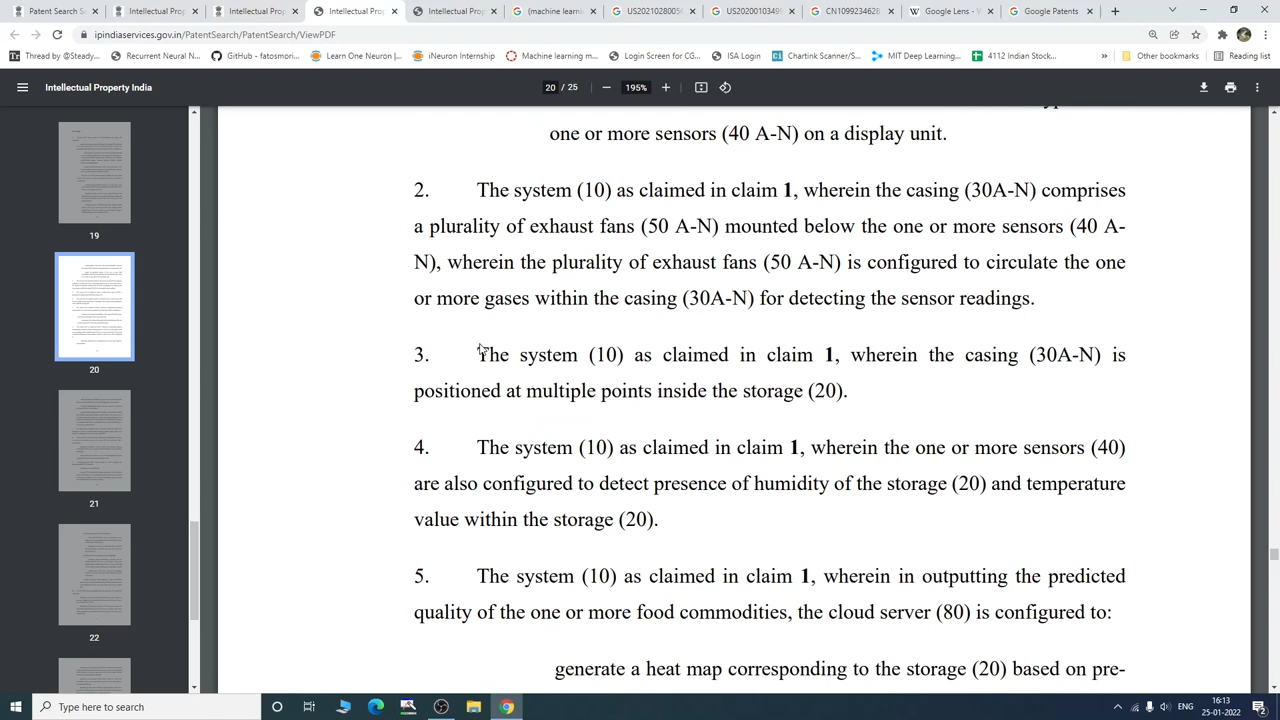 Patent Search
Intellectual Prop
Intellectual Prop
Intellectual Prop
Intellectual Prop
(machine learni
US202102800
US20200103499
CN109923462B
Google Lens - W
Google Patents
ipindiaservices.gov.in/PatentSearch/PatentSearch/ViewPDF
Thread by @Steady...
Recurrent Neural N...
GitHub - fatosmori...
Learn One Neuron |...
iNeuron Internship
Machine learning m...
Login Screen for CG...
ISA Login
Chartink Scanner/S...
MIT Deep Learning...
4112 Indian Stock...
»
Other bookmarks
Reading list
Intellectual Property India
20 / 25
195%
19
20
21
22
one or more sensors (40 A-N) on a display unit.
2. The system (10) as claimed in claim 1, wherein the casing (30A-N) comprises
a plurality of exhaust fans (50 A-N) mounted below the one or more sensors (40 A-
N), wherein the plurality of exhaust fans (50 A-N) is configured to circulate the one
or more gases within the casing (30A-N) for detecting the sensor readings.
3. The system (10) as claimed in claim 1, wherein the casing (30A-N) is
positioned at multiple points inside the storage (20).
4. The system (10) as claimed in claim 1, wherein the one or more sensors (40)
are also configured to detect presence of humidity of the storage (20) and temperature
value within the storage (20).
5. The system (10) as claimed in claim 1, wherein in outputting the predicted
quality of the one or more food commodities, the cloud server (80) is configured to:
generate a heat map corresponding to the storage (20) based on pre-
Type here to search
ENG
16:13
25-01-2022
2